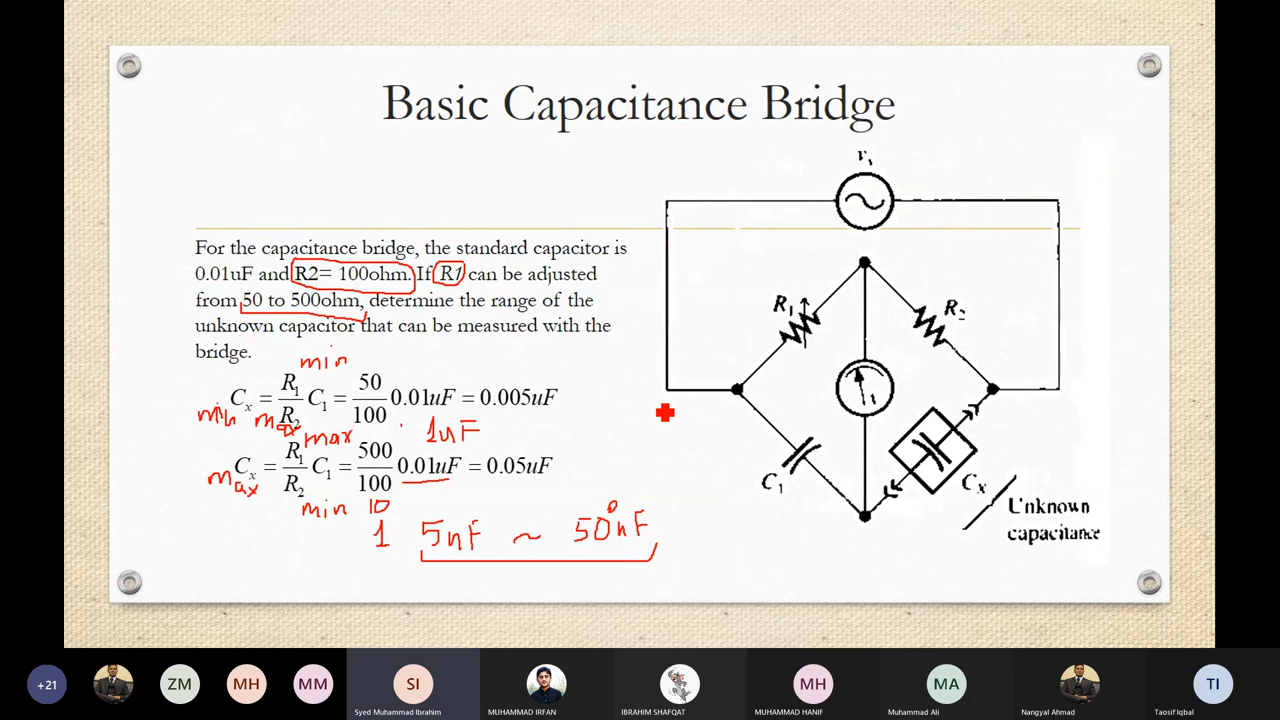 Basic Capacitance Bridge
For the capacitance bridge, the standard capacitor is
0.01uF and R2= 100ohm. If R1 can be adjusted
from 50 to 500ohm, determine the range of the
unknown capacitor that can be measured with the
bridge.
min
Cx = R1/R2 C1 = 50/100 0.01uF = 0.005uF
min max max 1uF
Cx = R1/R2 C1 = 500/100 0.01uF = 0.05uF
max
min 10
1 5nF ~ 50nF
R1
R2
C1
Cx
Unknown
capacitance
+21
ZM
MH
MM
SI
MH
MA
TI
Syed Muhammad Ibrahim
MUHAMMAD IRFAN
IBRAHIM SHAFQAT
MUHAMMAD HANIF
Muhammad Ali
Nangyal Ahmad
Taosif Iqbal